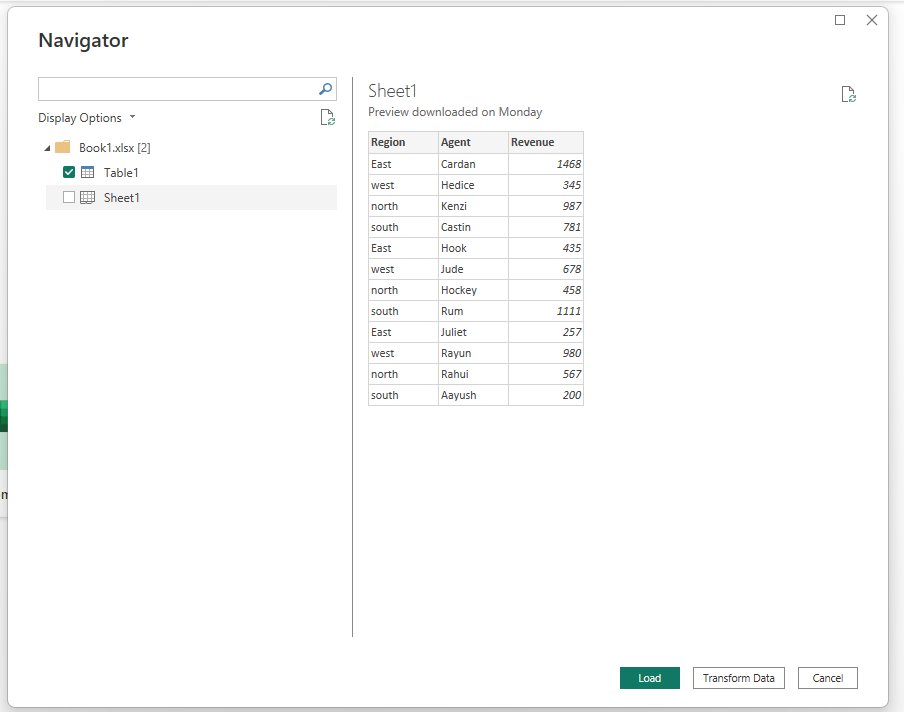 Navigator
Display Options
Book1.xlsx [2]
Table1
Sheet1
Sheet1
Preview downloaded on Monday
Region Agent Revenue
East Cardan 1468
west Hedice 345
north Kenzi 987
south Castin 781
East Hook 435
west Jude 678
north Hockey 458
south Rum 1111
East Juliet 257
west Rayun 980
north Rahui 567
south Aayush 200
Load Transform Data Cancel